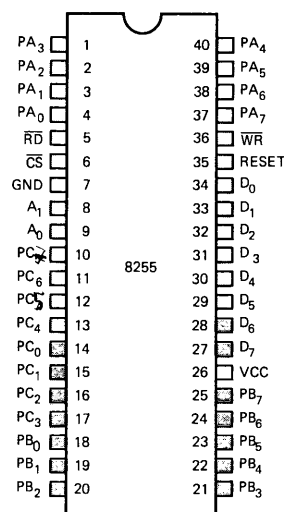 PA₃ 1 40 PA₄
PA₂ 2 39 PA₅
PA₁ 3 38 PA₆
PA₀ 4 37 PA₇
R̅D̅ 5 36 W̅R̅
C̅S̅ 6 35 RESET
GND 7 34 D₀
A₁ 8 33 D₁
A₀ 9 32 D₂
PC₇ 10 31 D₃
PC₆ 11 8255 30 D₄
PC₅ 12 29 D₅
PC₄ 13 28 D₆
PC₀ 14 27 D₇
PC₁ 15 26 VCC
PC₂ 16 25 PB₇
PC₃ 17 24 PB₆
PB₀ 18 23 PB₅
PB₁ 19 22 PB₄
PB₂ 20 21 PB₃